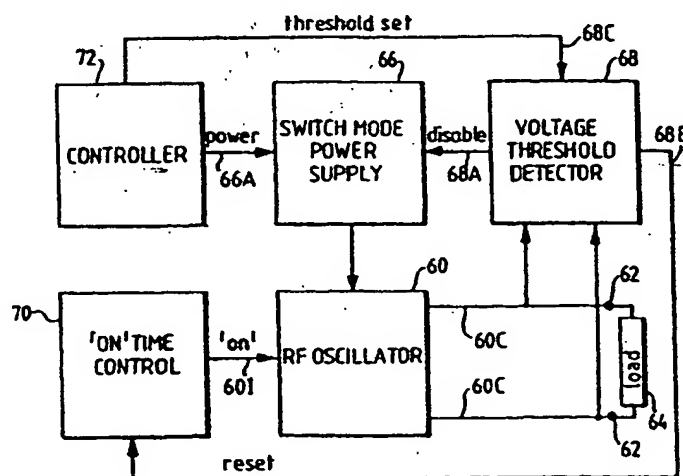 threshold set
72
66
68C
68
CONTROLLER
power
66A
SWITCH MODE
POWER
SUPPLY
disable
68A
VOLTAGE
THRESHOLD
DETECTOR
60
62
70
'ON' TIME
CONTROL
'on'
601
RF OSCILLATOR
60C
60C
load
64
62
reset